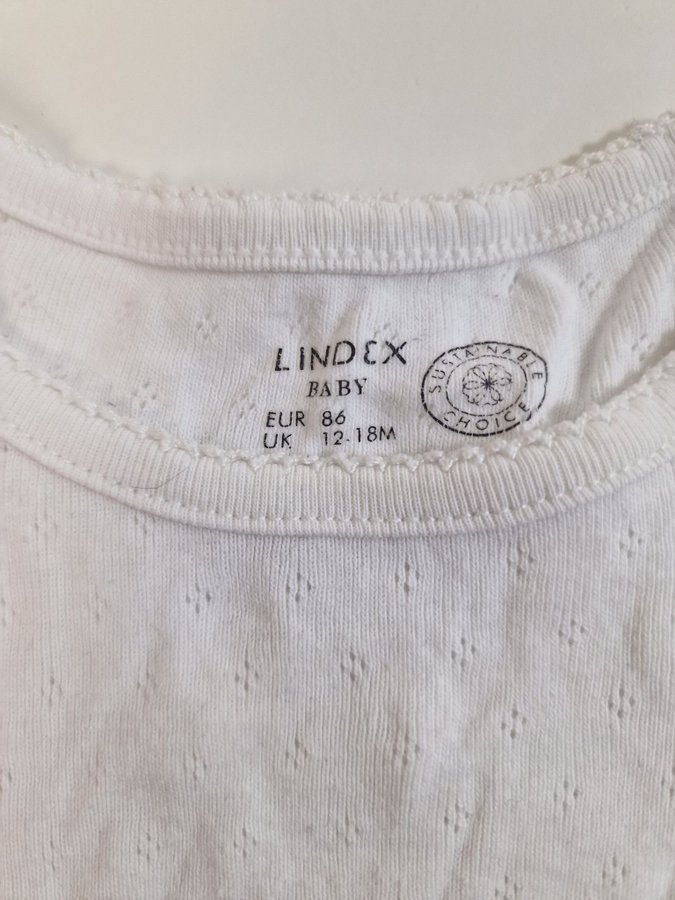 LINDEX
BABY
EUR 86
UK 12-18M
SUSTAINABLE
CHOICE